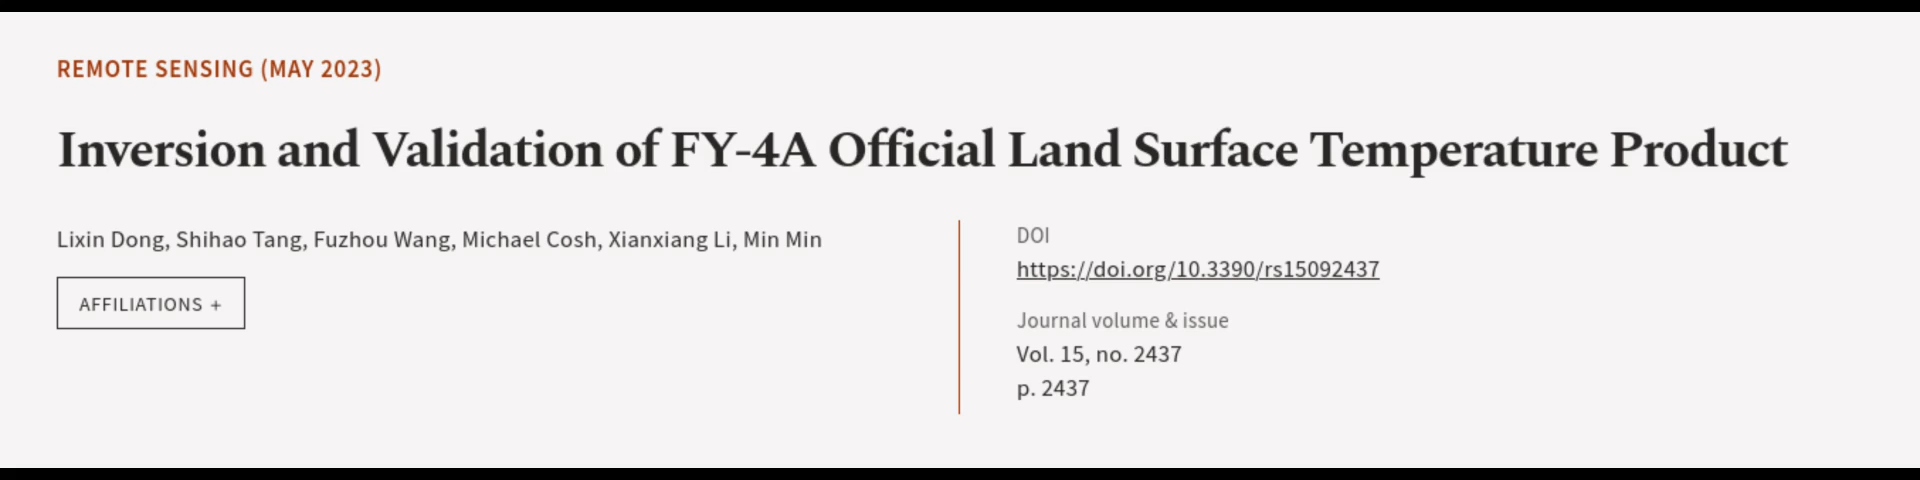 REMOTE SENSING (MAY 2023)
Inversion and Validation of FY-4A Official Land Surface Temperature Product
Lixin Dong, Shihao Tang, Fuzhou Wang, Michael Cosh, Xianxiang Li, Min Min
AFFILIATIONS +
DOI
https://doi.org/10.3390/rs15092437
Journal volume & issue
Vol. 15, no. 2437
p. 2437